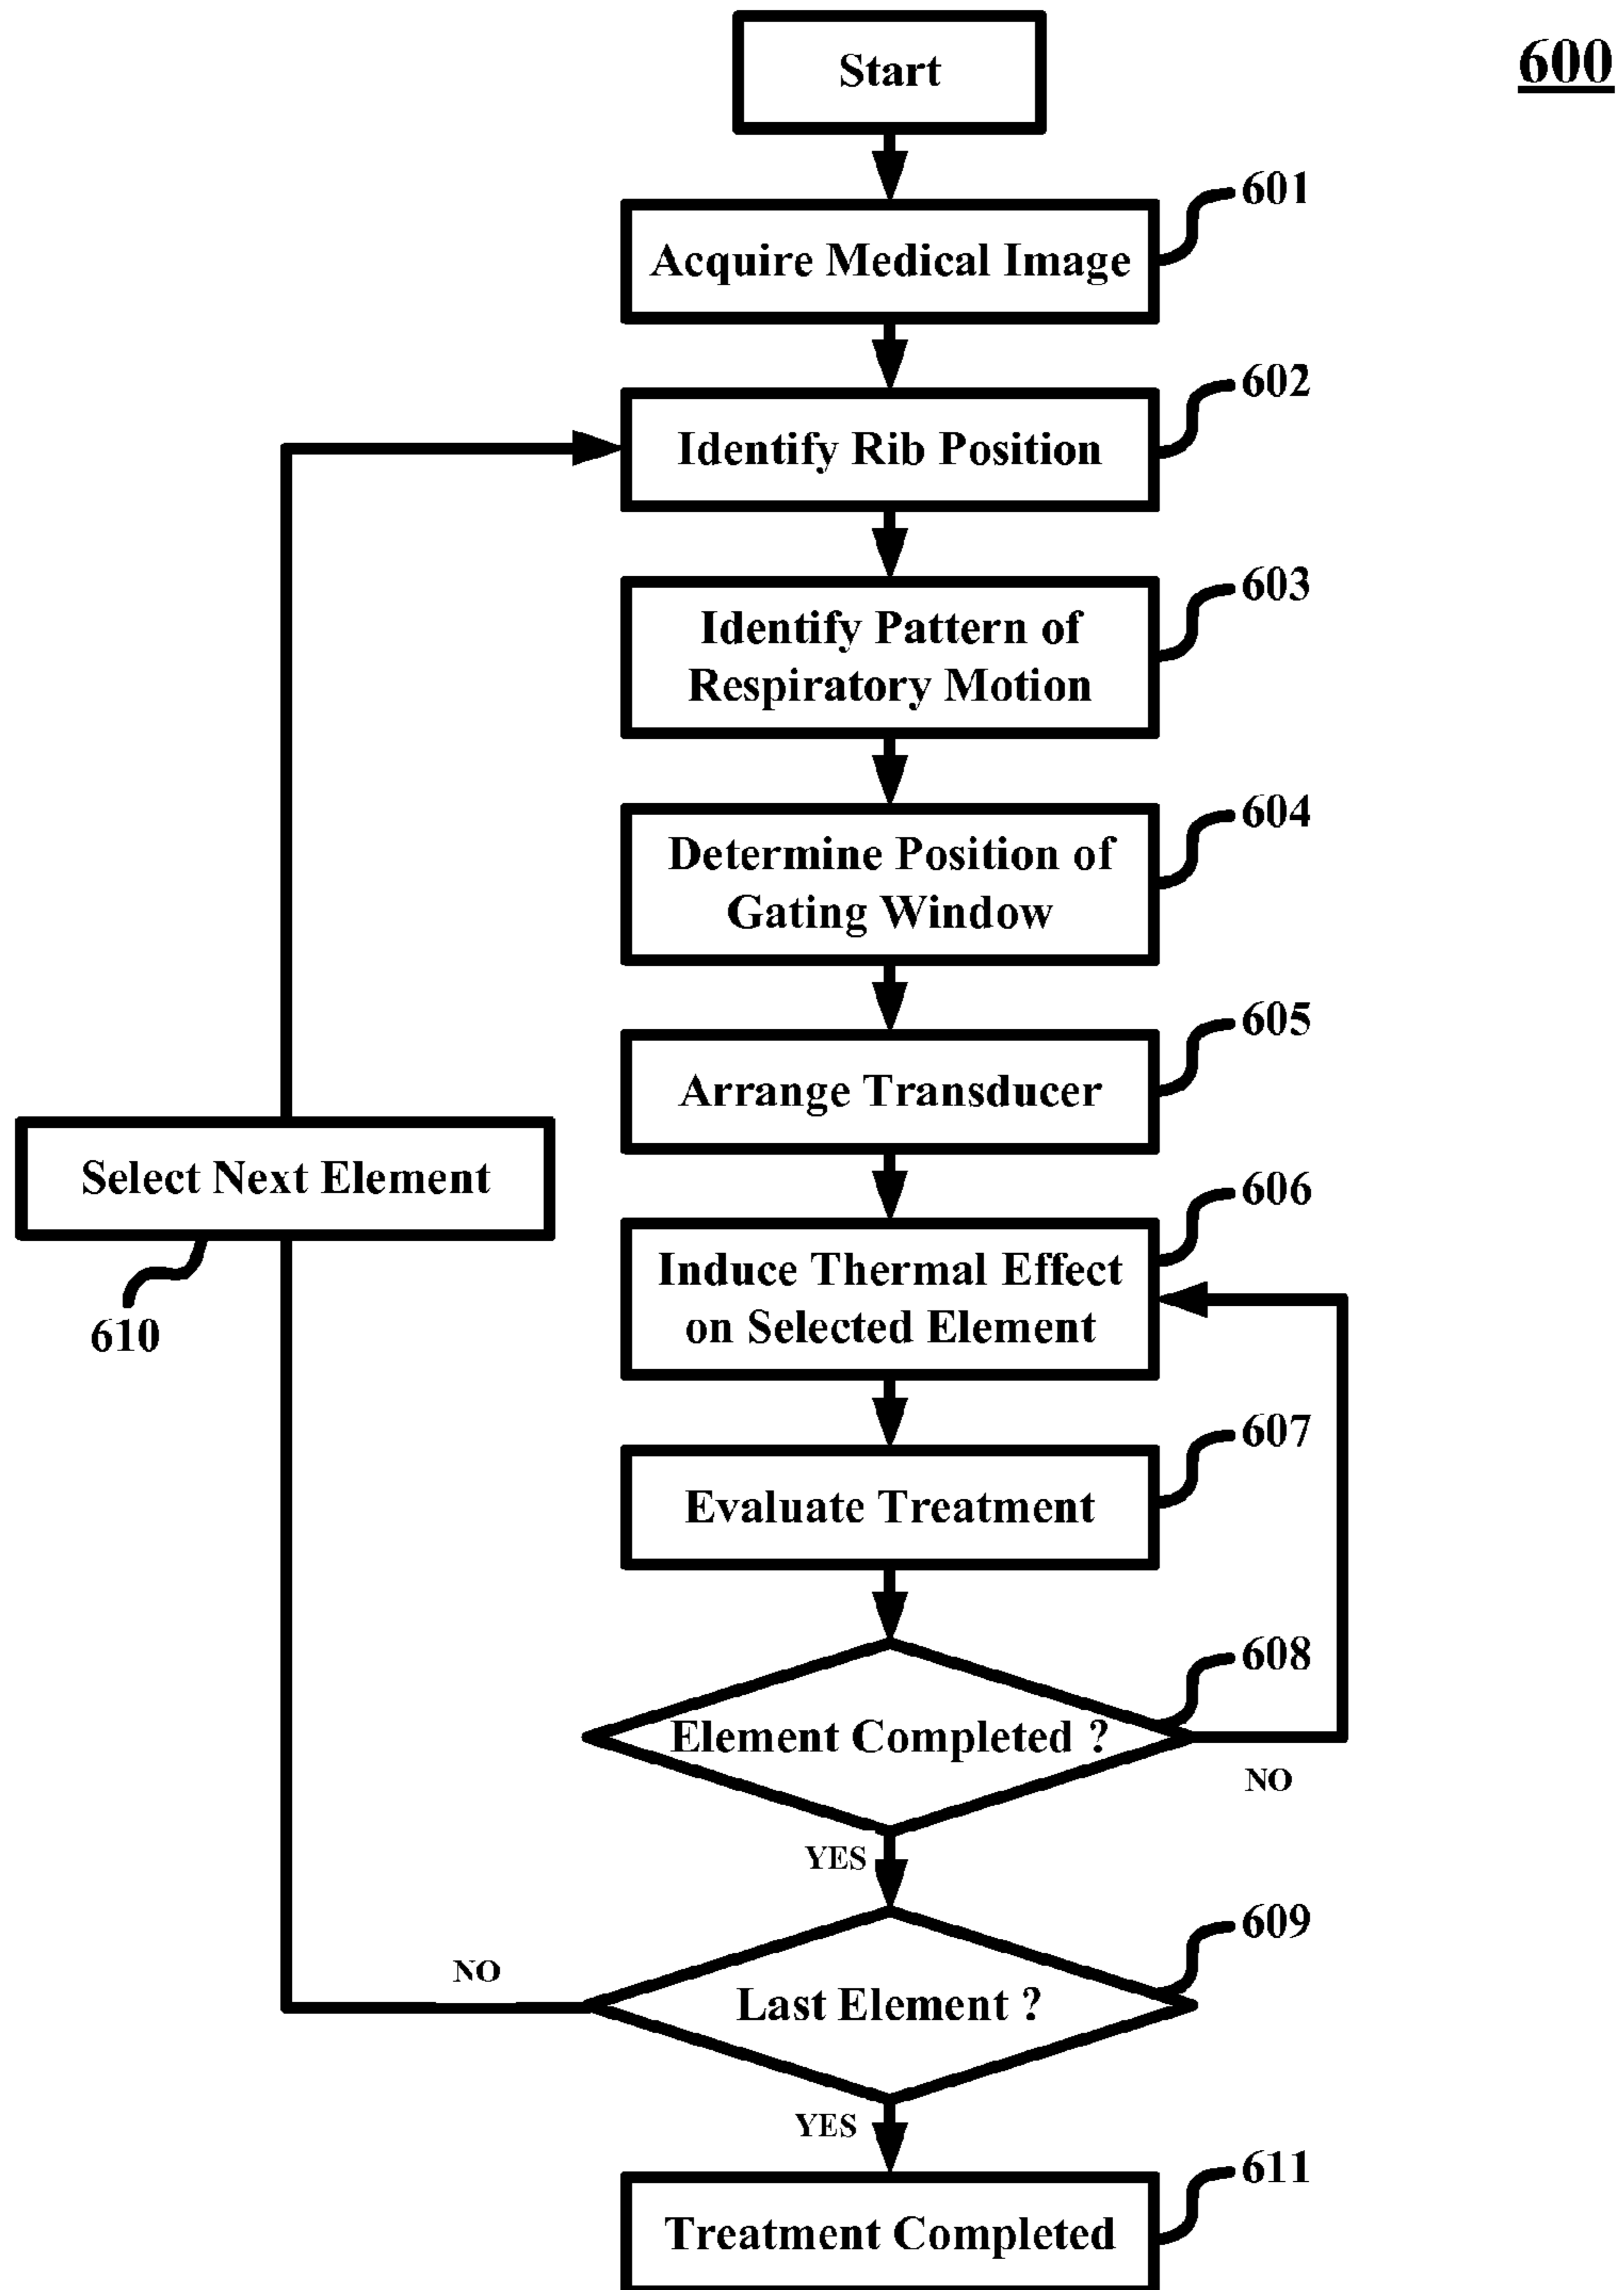 Start
600
601
Acquire Medical Image
602
Identify Rib Position
603
Identify Pattern of
Respiratory Motion
604
Determine Position of
Gating Window
605
Arrange Transducer
Select Next Element
610
606
Induce Thermal Effect
on Selected Element
607
Evaluate Treatment
608
Element Completed ?
NO
YES
609
NO
Last Element ?
YES
611
Treatment Completed